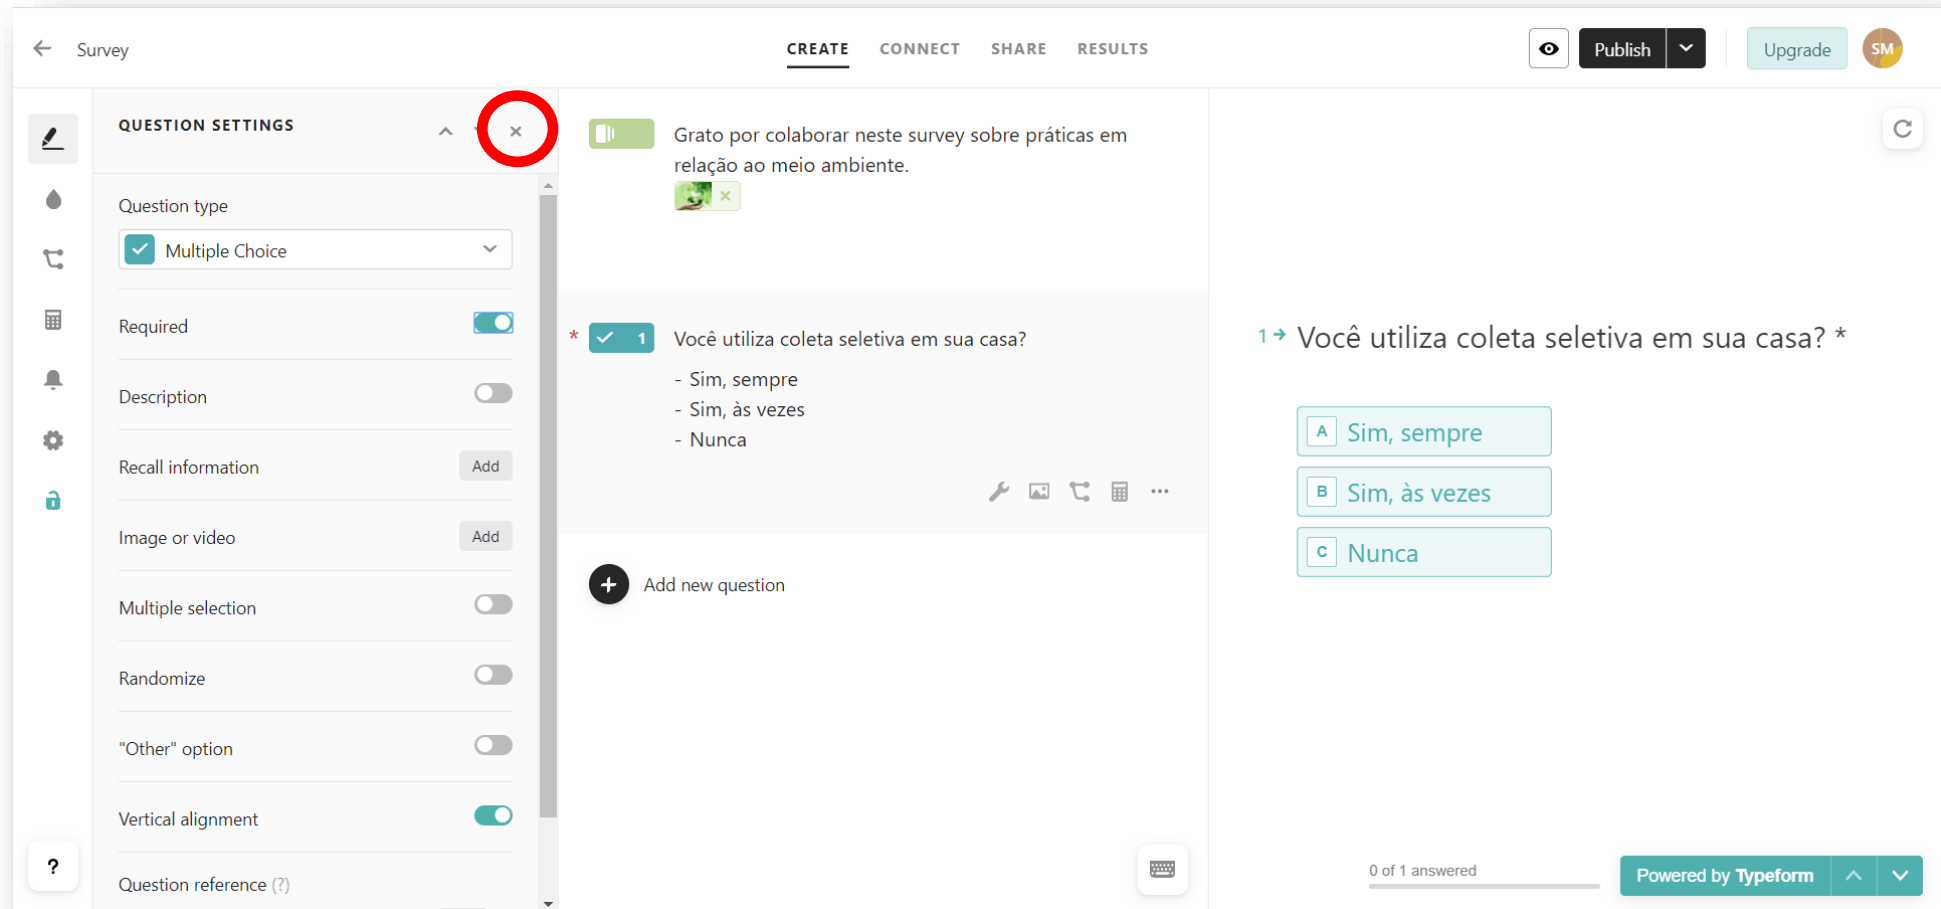 Survey
CREATE CONNECT SHARE RESULTS
Publish
Upgrade
SM
QUESTION SETTINGS
Question type
Multiple Choice
Required
Description
Recall information Add
Image or video Add
Multiple selection
Randomize
"Other" option
Vertical alignment
Question reference (?)
?
Grato por colaborar neste survey sobre práticas em
relação ao meio ambiente.
* 1 Você utiliza coleta seletiva em sua casa?
- Sim, sempre
- Sim, às vezes
- Nunca
Add new question
1 Você utiliza coleta seletiva em sua casa? *
A Sim, sempre
B Sim, às vezes
C Nunca
0 of 1 answered
Powered by Typeform